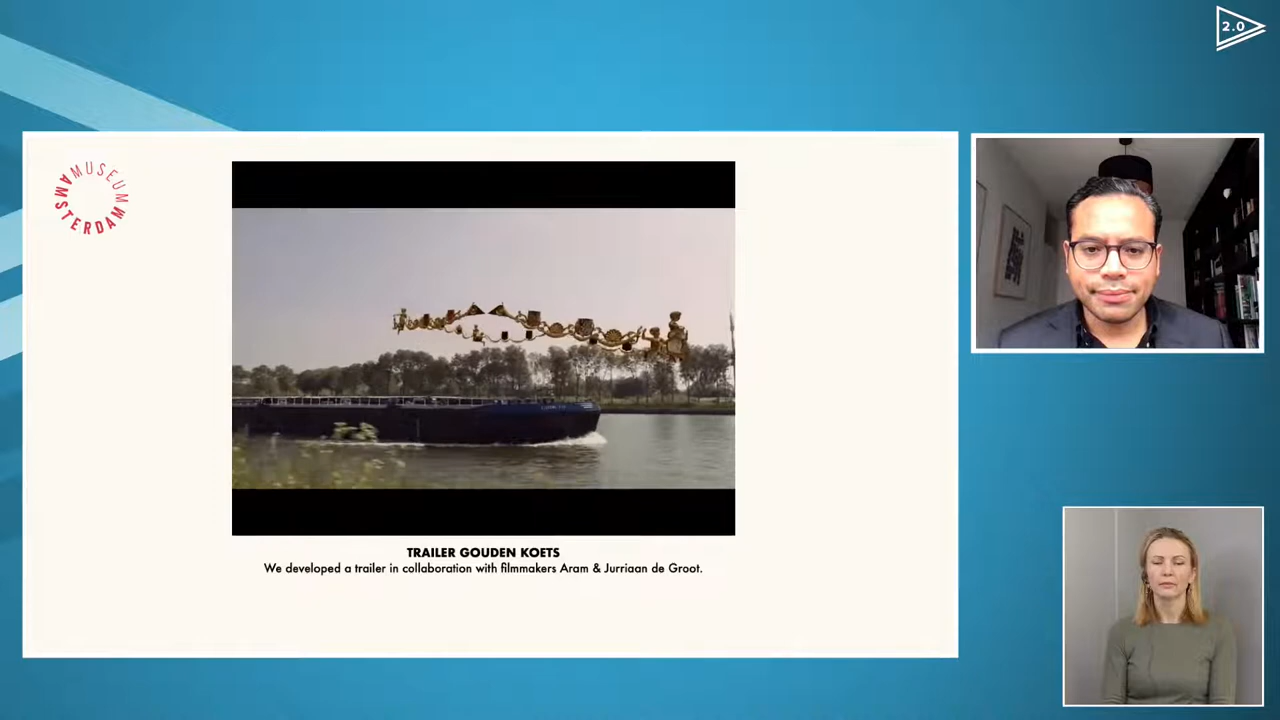 2.0
AMSTERDAM MUSEUM
TRAILER GOUDEN KOETS
We developed a trailer in collaboration with filmmakers Aram & Jurriaan de Groot.